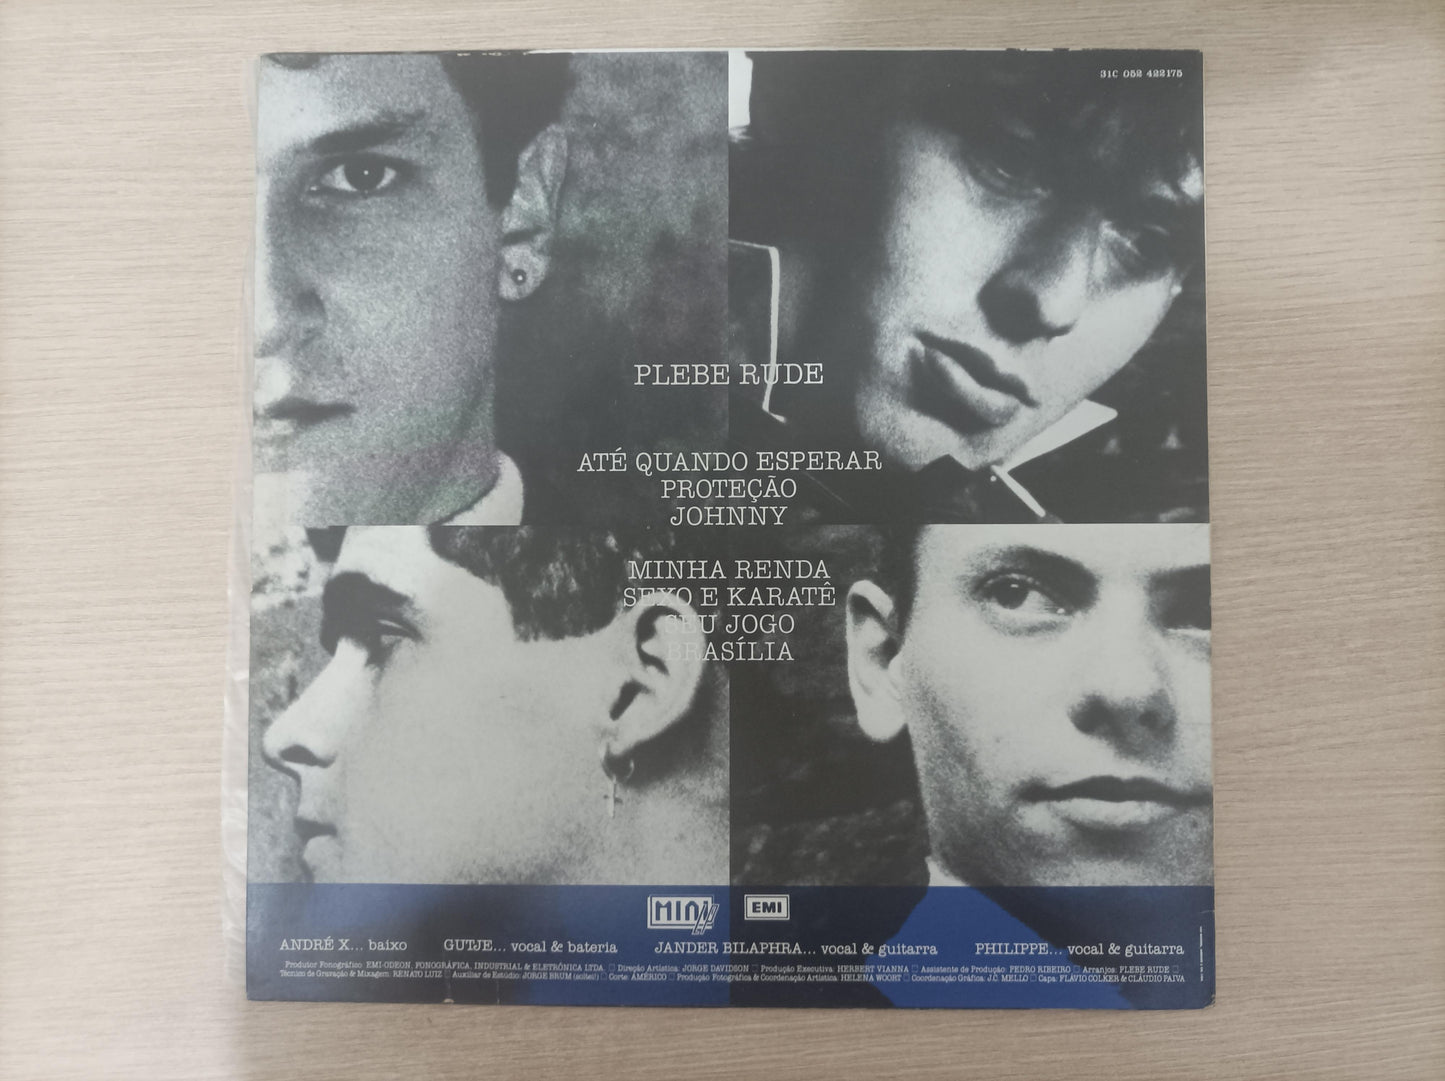 31C 052 422175
PLEBE RUDE
ATÉ QUANDO ESPERAR
PROTEÇÃO
JOHNNY
MINHA RENDA
SEXO E KARATÊ
SEU JOGO
BRASÍLIA
MINI LP EMI
ANDRÉ X... baixo GUTJE... vocal & bateria JANDER BILAPHRA... vocal & guitarra PHILIPPE... vocal & guitarra
Produtor Fonográfico: EMI-ODEON, FONOGRÁFICA, INDUSTRIAL & ELETRÔNICA LTDA. □ Direção Artística: JORGE DAVIDSON □ Produção Executiva: HERBERT VIANNA □ Assistente de Produção: PEDRO RIBEIRO □ Arranjos: PLEBE RUDE □
Técnico de Gravação & Mixagem: RENATO LUIZ □ Auxiliar de Estúdio: JORGE BRUM (soltei!) □ Corte: AMÉRICO □ Produção Fotográfica & Coordenação Artística: HELENA WOORT □ Coordenação Gráfica: J.C. MELLO □ Capa: FLÁVIO COLKER & CLÁUDIO PAIVA